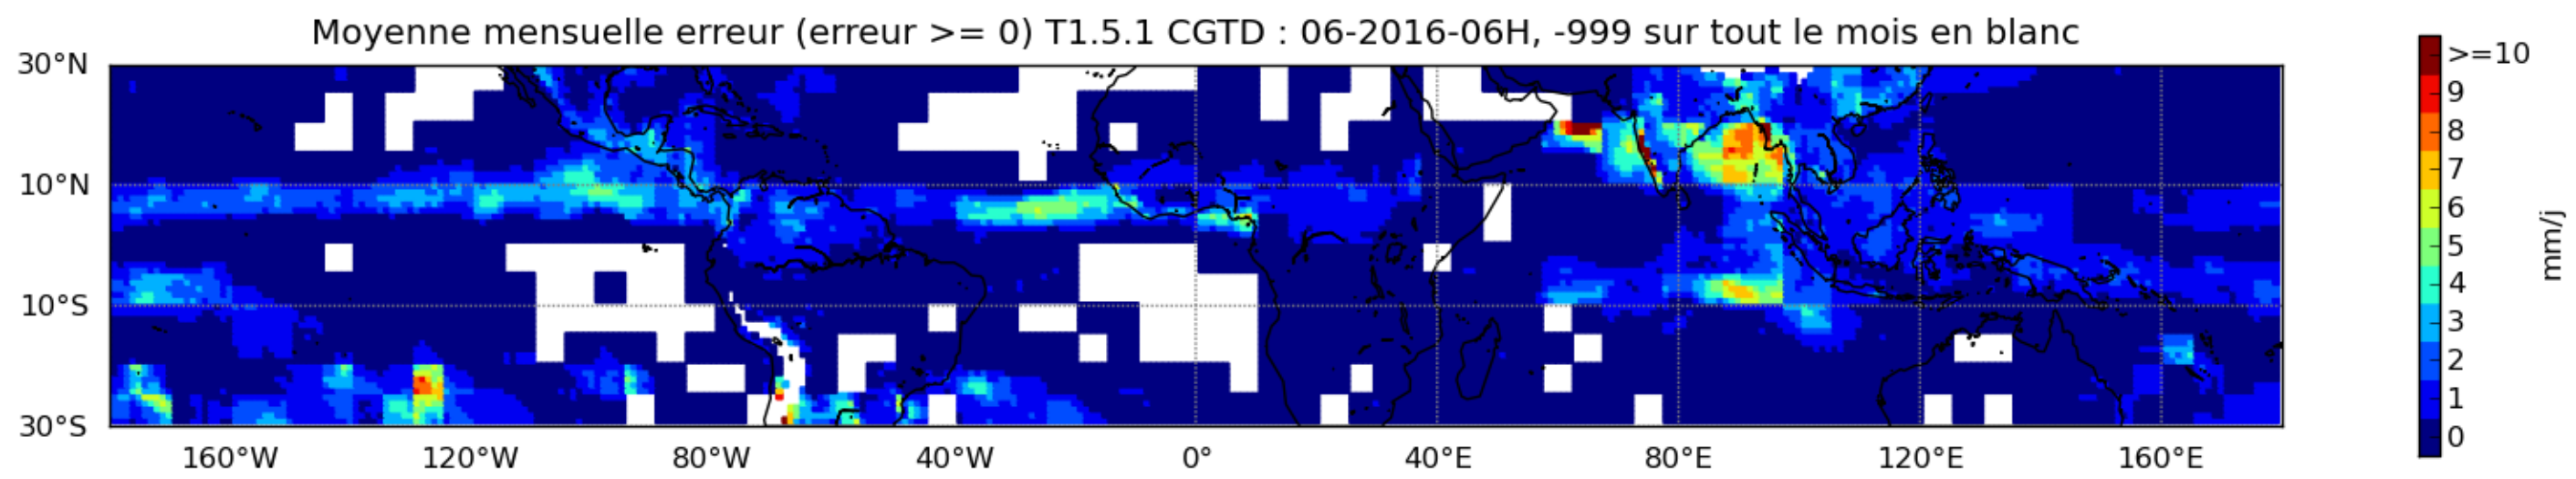 Moyenne mensuelle erreur (erreur >= 0) T1.5.1 CGTD : 06-2016-06H, -999 sur tout le mois en blanc
30°N
10°N
10°S
30°S
160°W 120°W 80°W 40°W 0° 40°E 80°E 120°E 160°E
>=10
9
8
7
6
5
4
3
2
1
0
mm/j